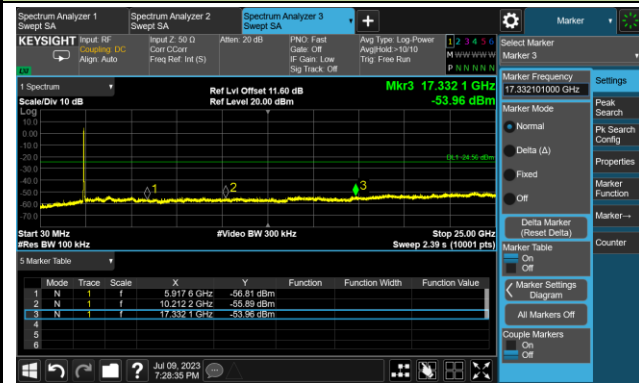 Spectrum Analyzer 1
Swept SA
Spectrum Analyzer 2
Swept SA
Spectrum Analyzer 3
Swept SA
+
Marker
KEYSIGHT
Input: RF
Coupling: DC
Align: Auto
Input Z: 50 Ω
Corr CCorr
Freq Ref: Int (S)
Atten: 20 dB
PNO: Fast
Gate: Off
IF Gain: Low
Sig Track: Off
Avg Type: Log-Power
Avg|Hold:>10/10
Trig: Free Run
1 2 3 4 5 6
M W W W W W
P N N N N N
Select Marker
Marker 3
1 Spectrum
Scale/Div 10 dB
Log
Ref Lvl Offset 11.60 dB
Ref Level 20.00 dBm
Mkr3 17.332 1 GHz
-53.96 dBm
10.0
0.00
-10.0
-20.0
-30.0
-40.0
-50.0
-60.0
-70.0
DL1 -24.56 dBm
1
2
3
Start 30 MHz
#Res BW 100 kHz
#Video BW 300 kHz
Stop 25.00 GHz
Sweep 2.39 s (10001 pts)
5 Marker Table
Mode Trace Scale X Y Function Function Width Function Value
1 N 1 f 5.917 6 GHz -56.81 dBm
2 N 1 f 10.212 2 GHz -55.89 dBm
3 N 1 f 17.332 1 GHz -53.96 dBm
4
5
6
Marker Frequency
17.332101000 GHz
Marker Mode
Normal
Delta (Δ)
Fixed
Off
Delta Marker
(Reset Delta)
Marker Table
On
Off
Marker Settings
Diagram
All Markers Off
Couple Markers
On
Off
Settings
Peak
Search
Pk Search
Config
Properties
Marker
Function
Marker→
Counter
?
Jul 09, 2023
7:28:35 PM